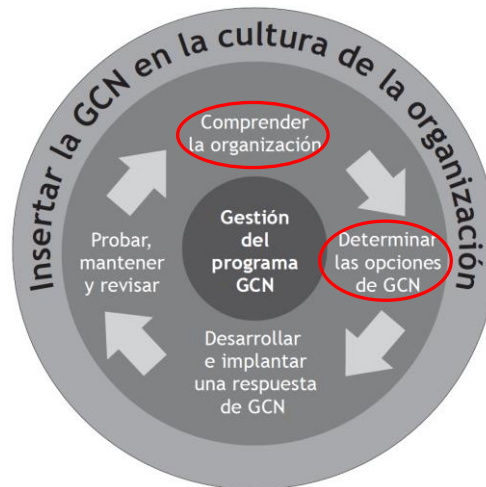 Insertar la GCN en la cultura de la organización
Comprender
la organización
Gestión
del
programa
GCN
Probar,
mantener
y revisar
Determinar
las opciones
de GCN
Desarrollar
e implantar
una respuesta
de GCN